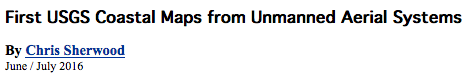 First USGS Coastal Maps from Unmanned Aerial Systems
By Chris Sherwood
June / July 2016